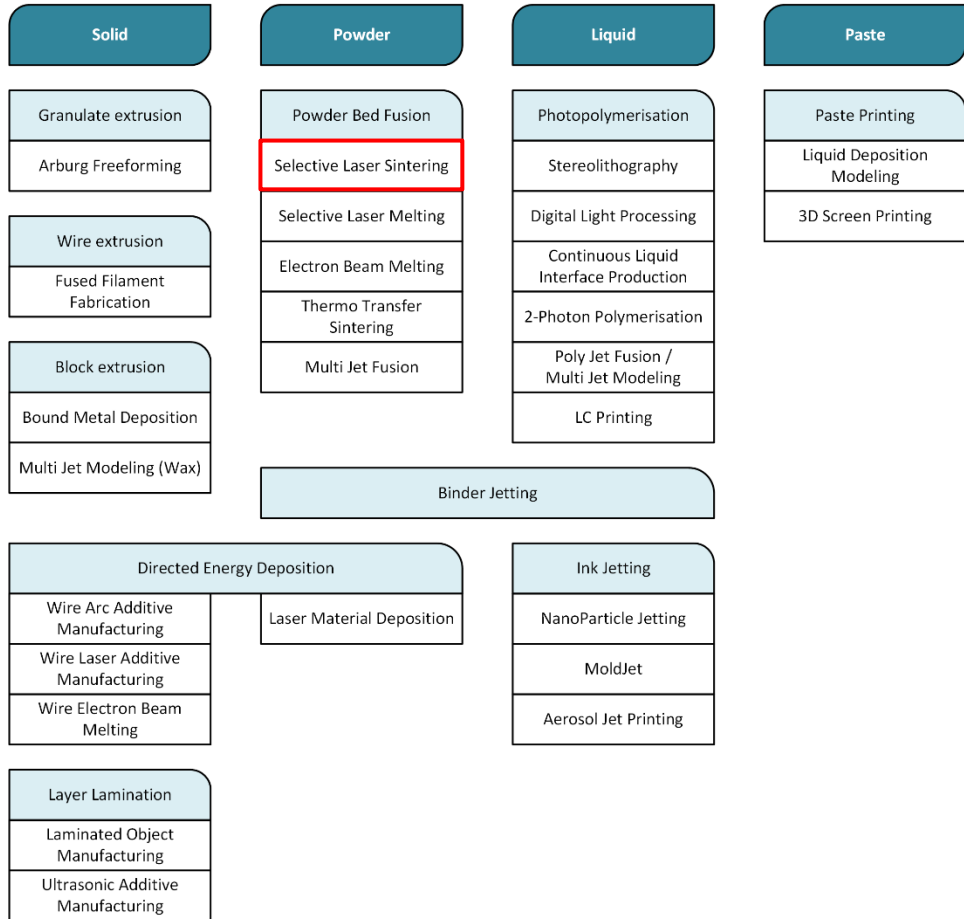 Solid
Powder
Liquid
Paste
Granulate extrusion
Arburg Freeforming
Wire extrusion
Fused Filament
Fabrication
Block extrusion
Bound Metal Deposition
Multi Jet Modeling (Wax)
Powder Bed Fusion
Selective Laser Sintering
Selective Laser Melting
Electron Beam Melting
Thermo Transfer
Sintering
Multi Jet Fusion
Photopolymerisation
Stereolithography
Digital Light Processing
Continuous Liquid
Interface Production
2-Photon Polymerisation
Poly Jet Fusion /
Multi Jet Modeling
LC Printing
Paste Printing
Liquid Deposition
Modeling
3D Screen Printing
Binder Jetting
Directed Energy Deposition
Wire Arc Additive
Manufacturing
Wire Laser Additive
Manufacturing
Wire Electron Beam
Melting
Laser Material Deposition
Ink Jetting
NanoParticle Jetting
MoldJet
Aerosol Jet Printing
Layer Lamination
Laminated Object
Manufacturing
Ultrasonic Additive
Manufacturing